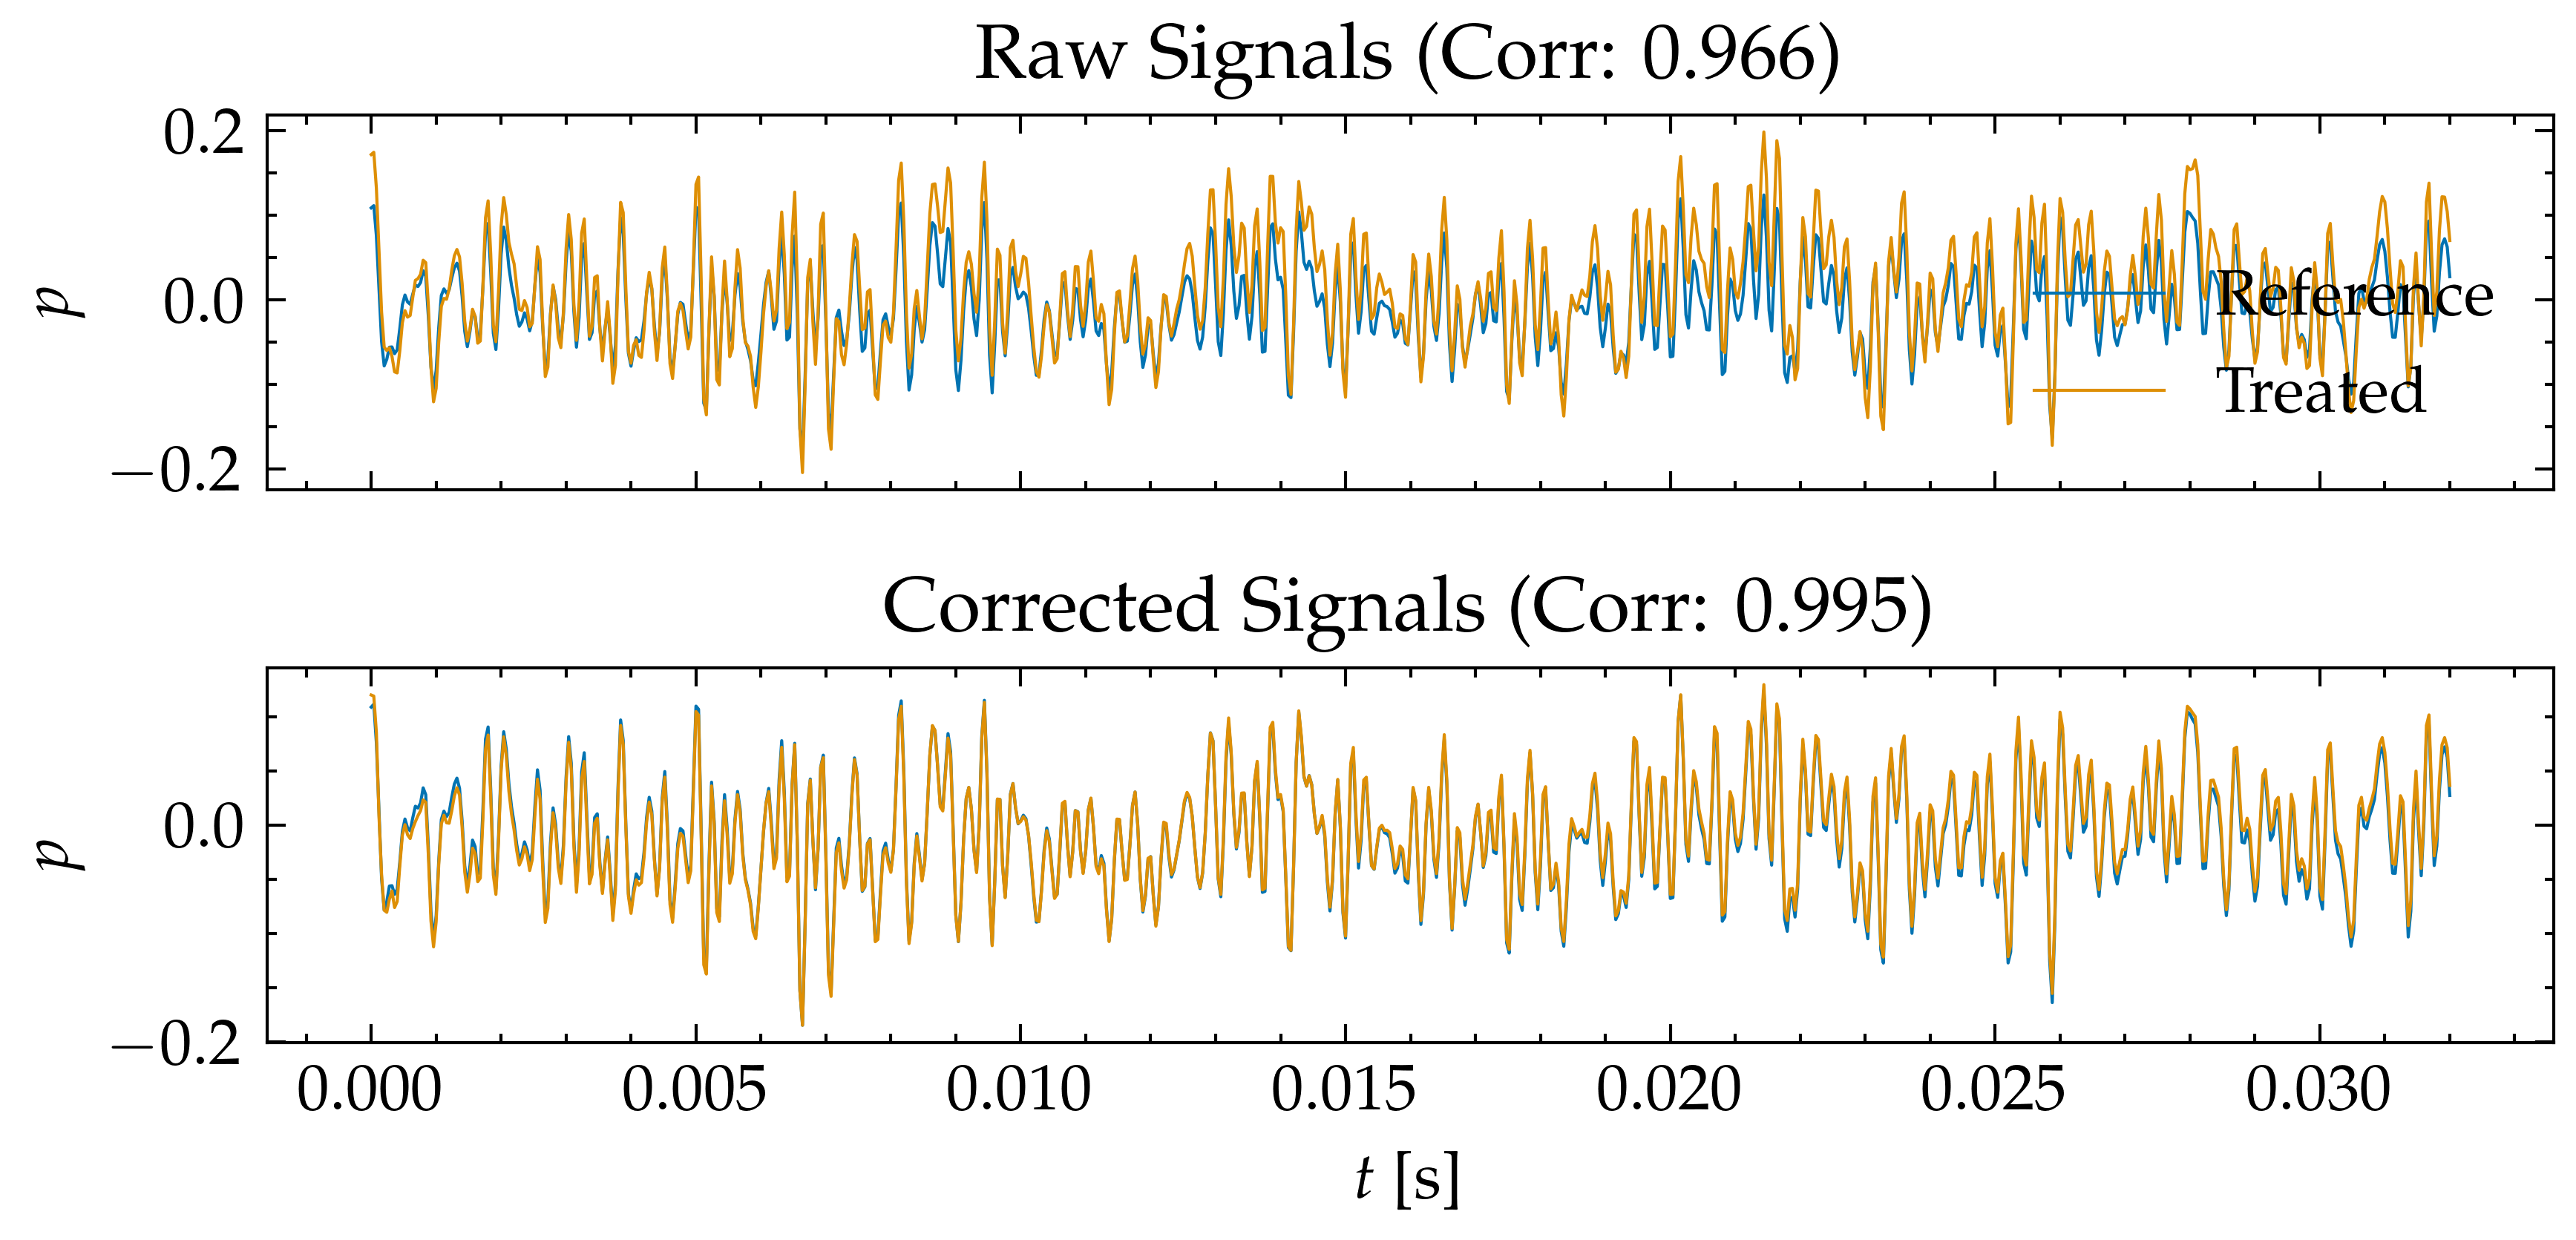 Raw Signals (Corr: 0.966)
0.2
0.0
−0.2
p
Reference
Treated
Corrected Signals (Corr: 0.995)
0.0
−0.2
p
0.000 0.005 0.010 0.015 0.020 0.025 0.030
t [s]